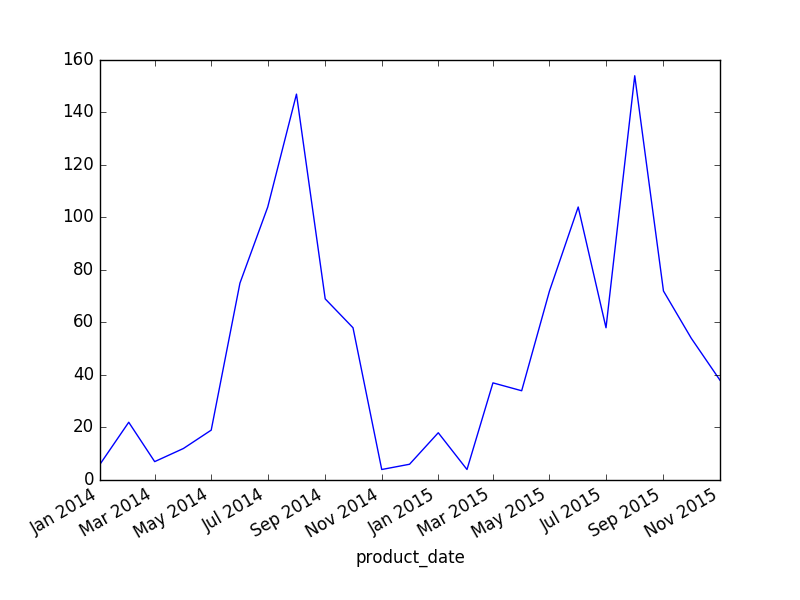 160
140
120
100
80
60
40
20
0
Jan 2014
Mar 2014
May 2014
Jul 2014
Sep 2014
Nov 2014
Jan 2015
Mar 2015
May 2015
Jul 2015
Sep 2015
Nov 2015
product_date